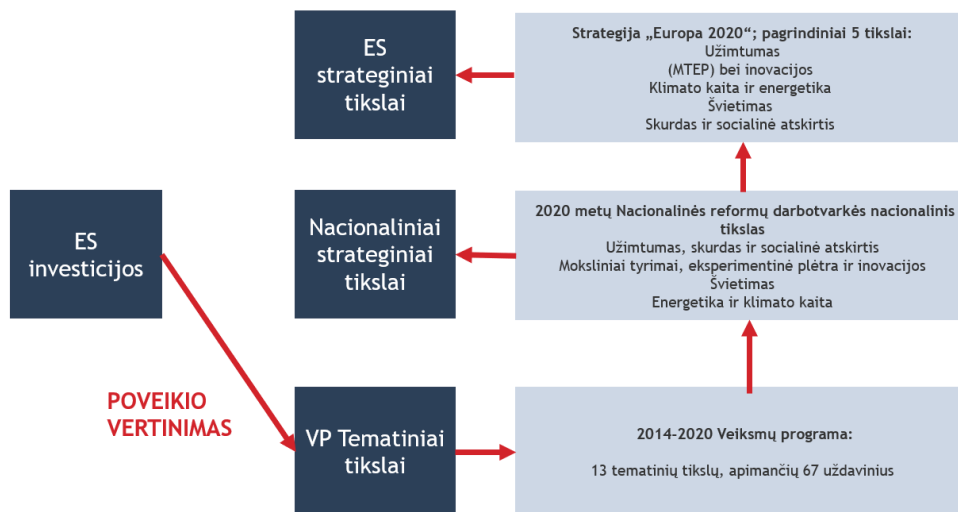 ES
strateginiai
tikslai
Strategija „Europa 2020“; pagrindiniai 5 tikslai:
Užimtumas
(MTEP) bei inovacijos
Klimato kaita ir energetika
Švietimas
Skurdas ir socialinė atskirtis
ES
investicijos
Nacionaliniai
strateginiai
tikslai
2020 metų Nacionalinės reformų darbotvarkės nacionalinis
tikslas
Užimtumas, skurdas ir socialinė atskirtis
Moksliniai tyrimai, eksperimentinė plėtra ir inovacijos
Švietimas
Energetika ir klimato kaita
POVEIKIO
VERTINIMAS
VP Tematiniai
tikslai
2014-2020 Veiksmų programa:
13 tematinių tikslų, apimančių 67 uždavinius